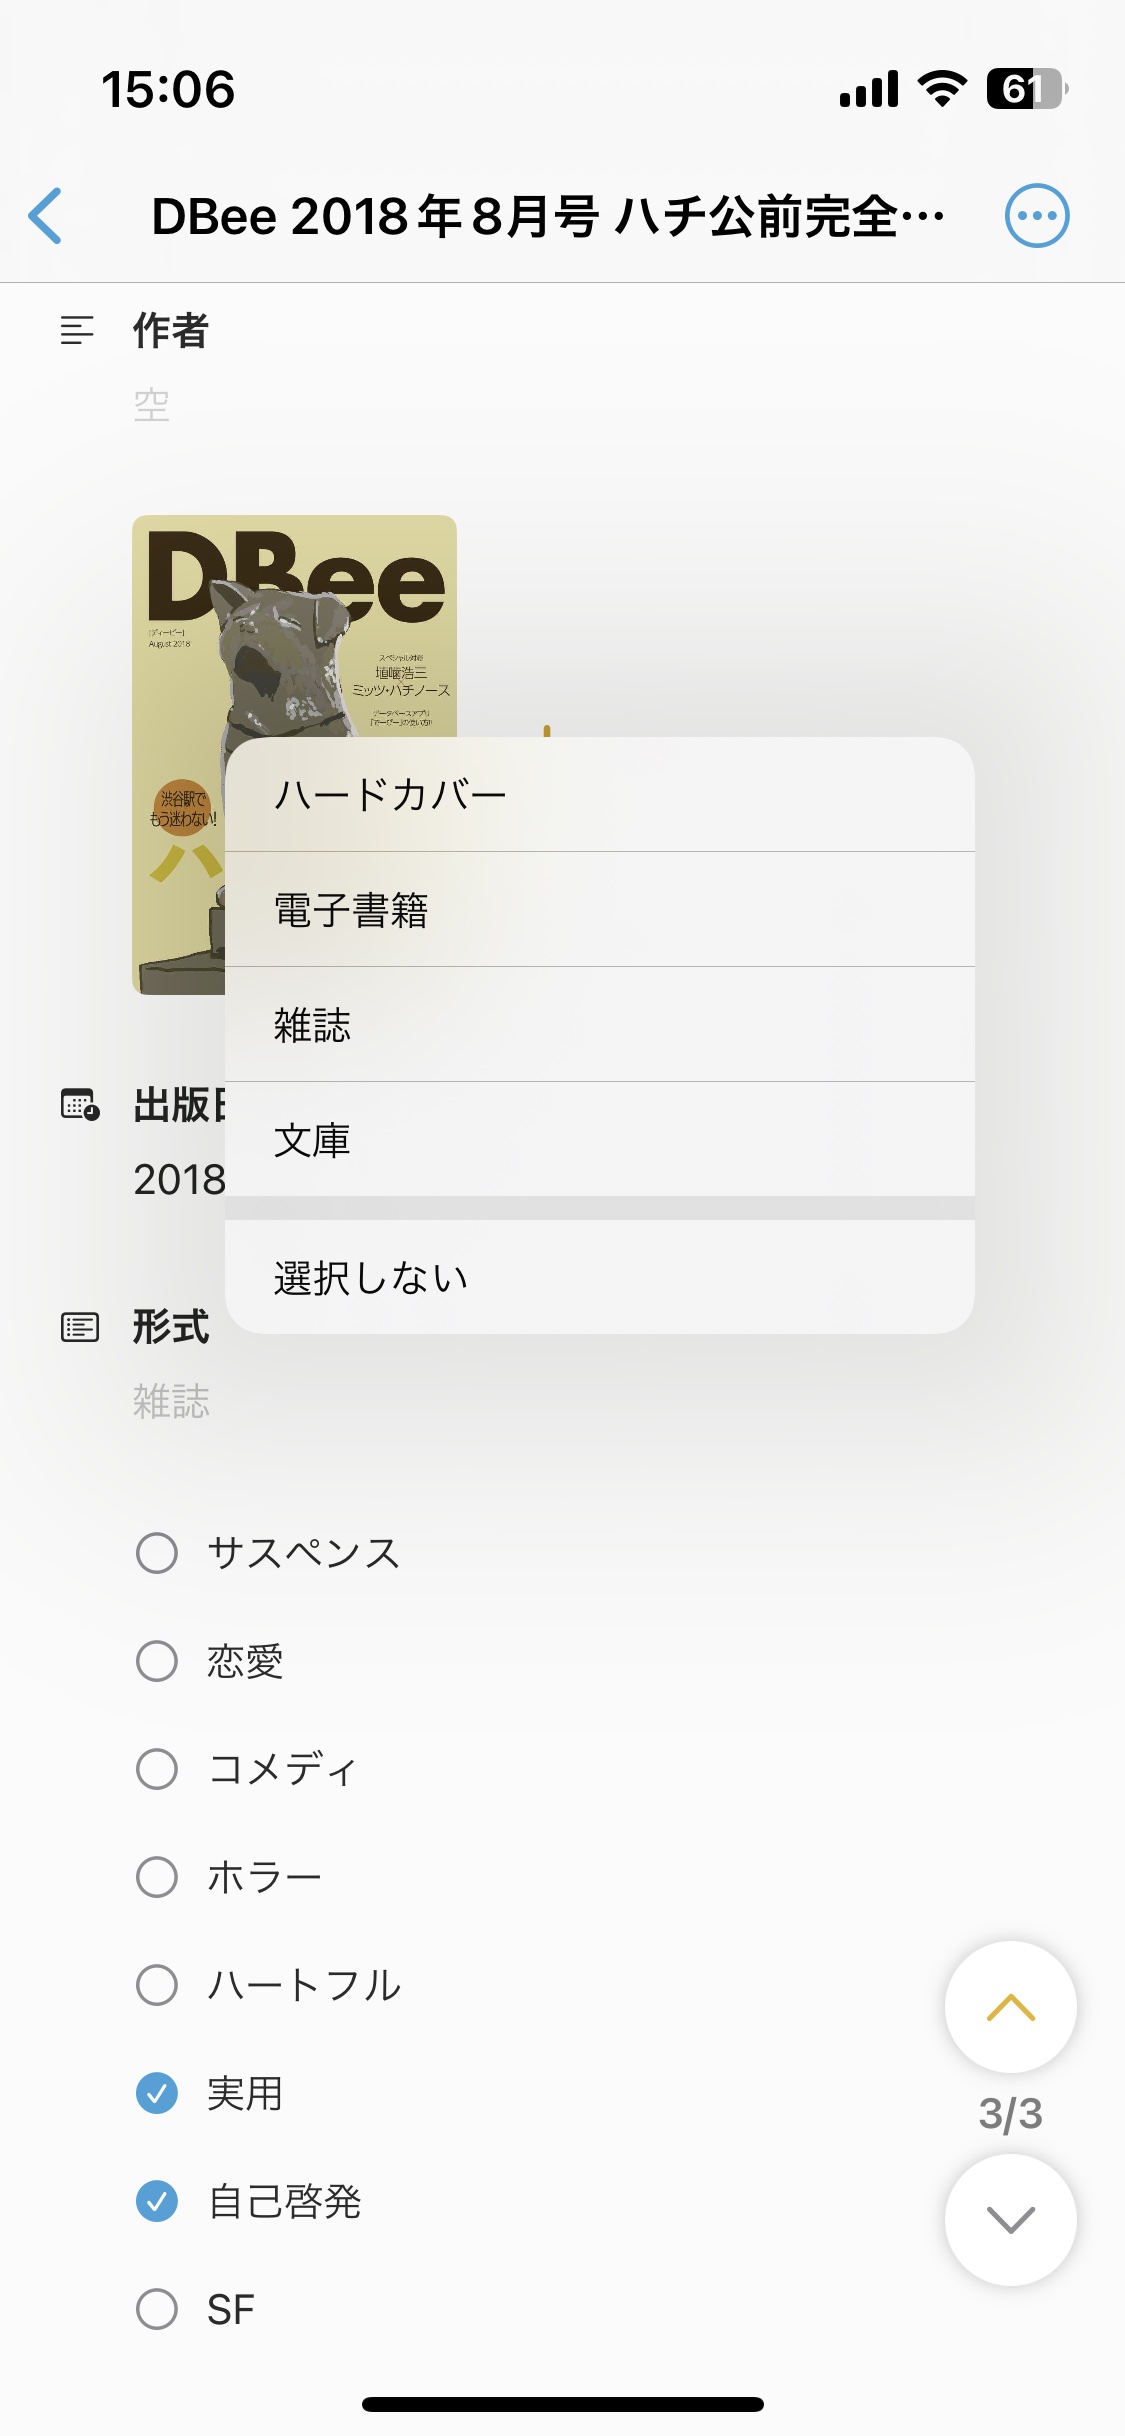 15:06
61
DBee 2018年8月号 ハチ公前完全…
作者
空
DBee
[ディービー]
August 2018
スペシャル対談
埴噛浩三
×
ミッツ・ハチノース
データベースアプリ
「でーびー」の使い方!!
渋谷駅で
もう迷わない!
ハ
ハードカバー
電子書籍
雑誌
文庫
選択しない
出版日
2018
形式
雑誌
サスペンス
恋愛
コメディ
ホラー
ハートフル
実用
自己啓発
SF
3/3